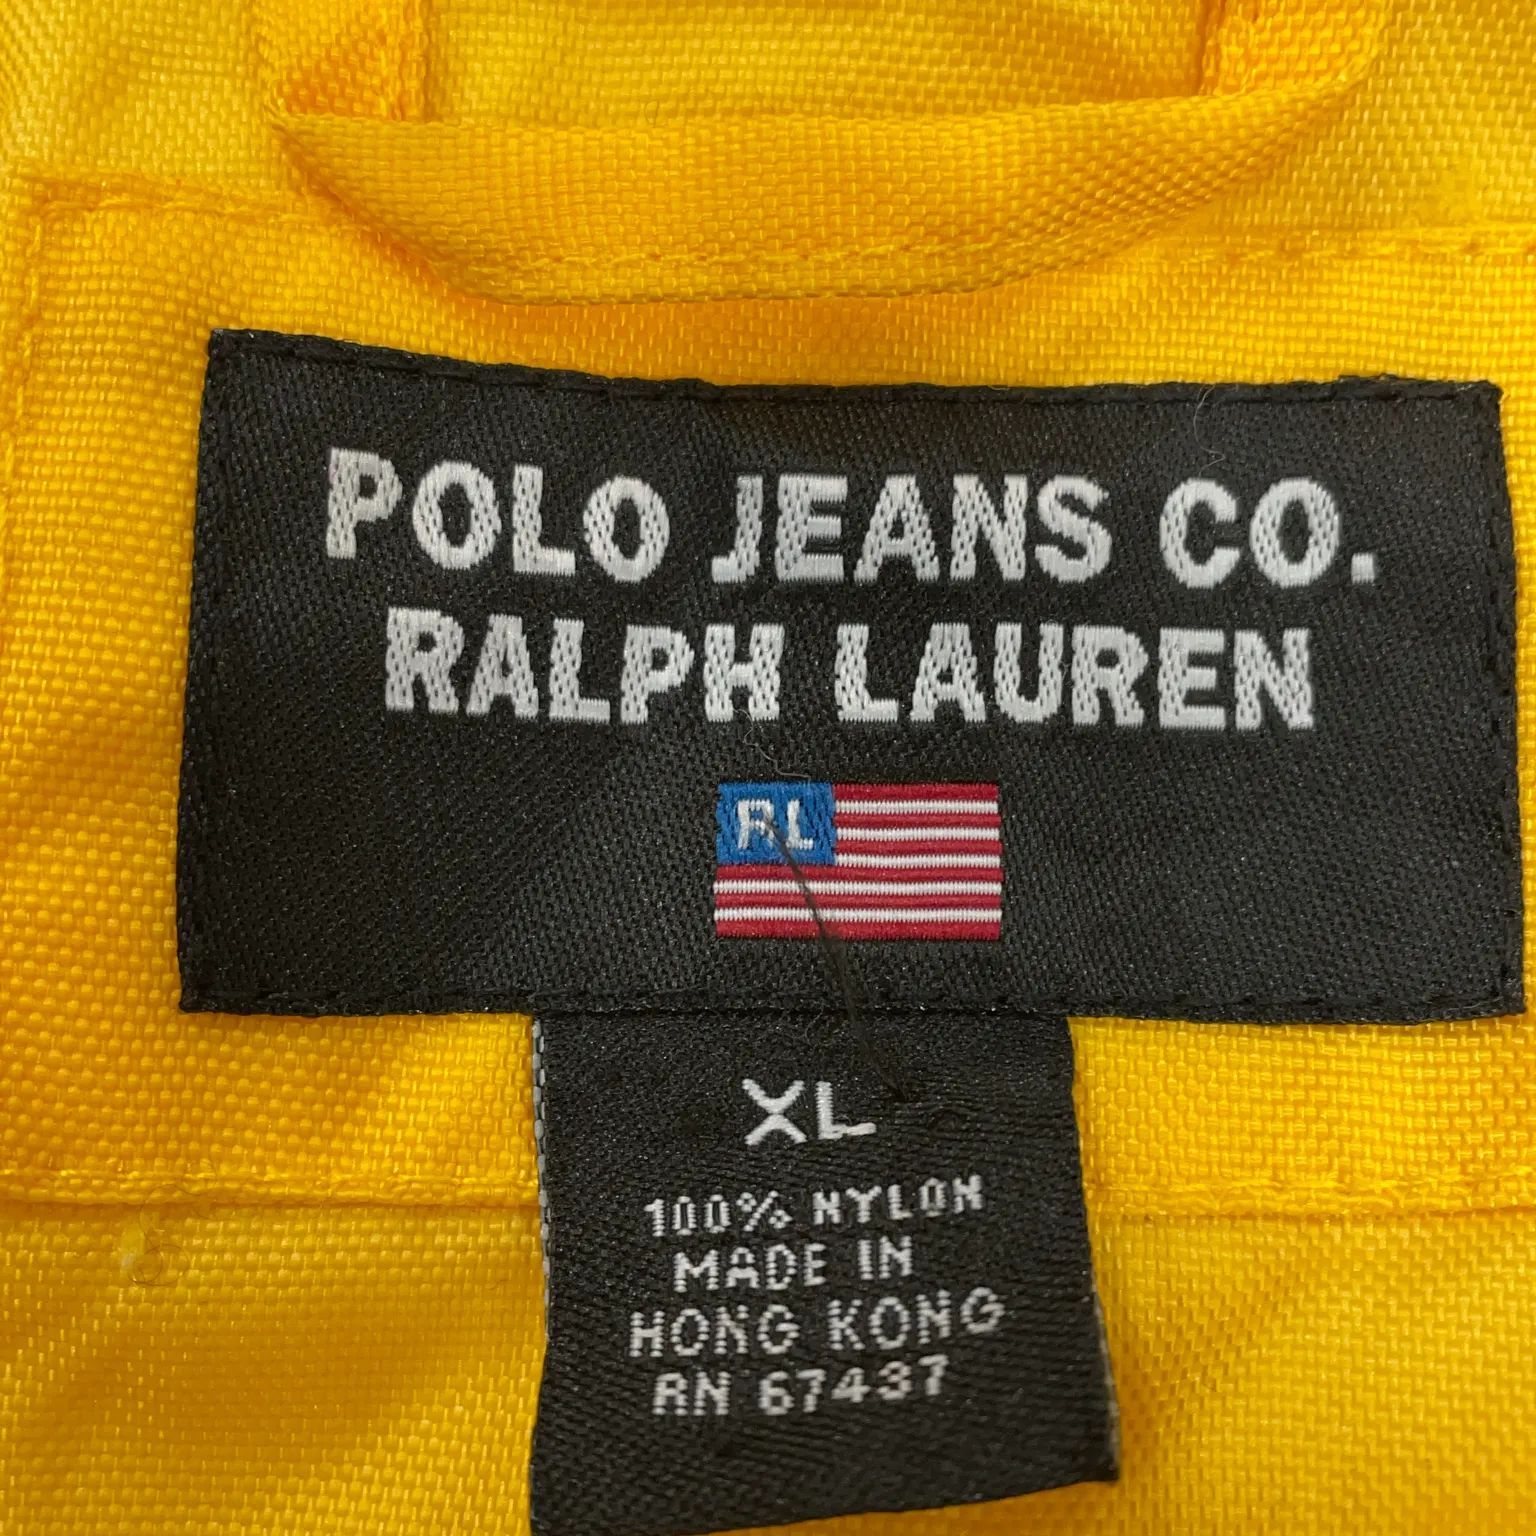 POLO JEANS CO.
RALPH LAUREN
RL
XL
100% NYLON
MADE IN
HONG KONG
RN 67437